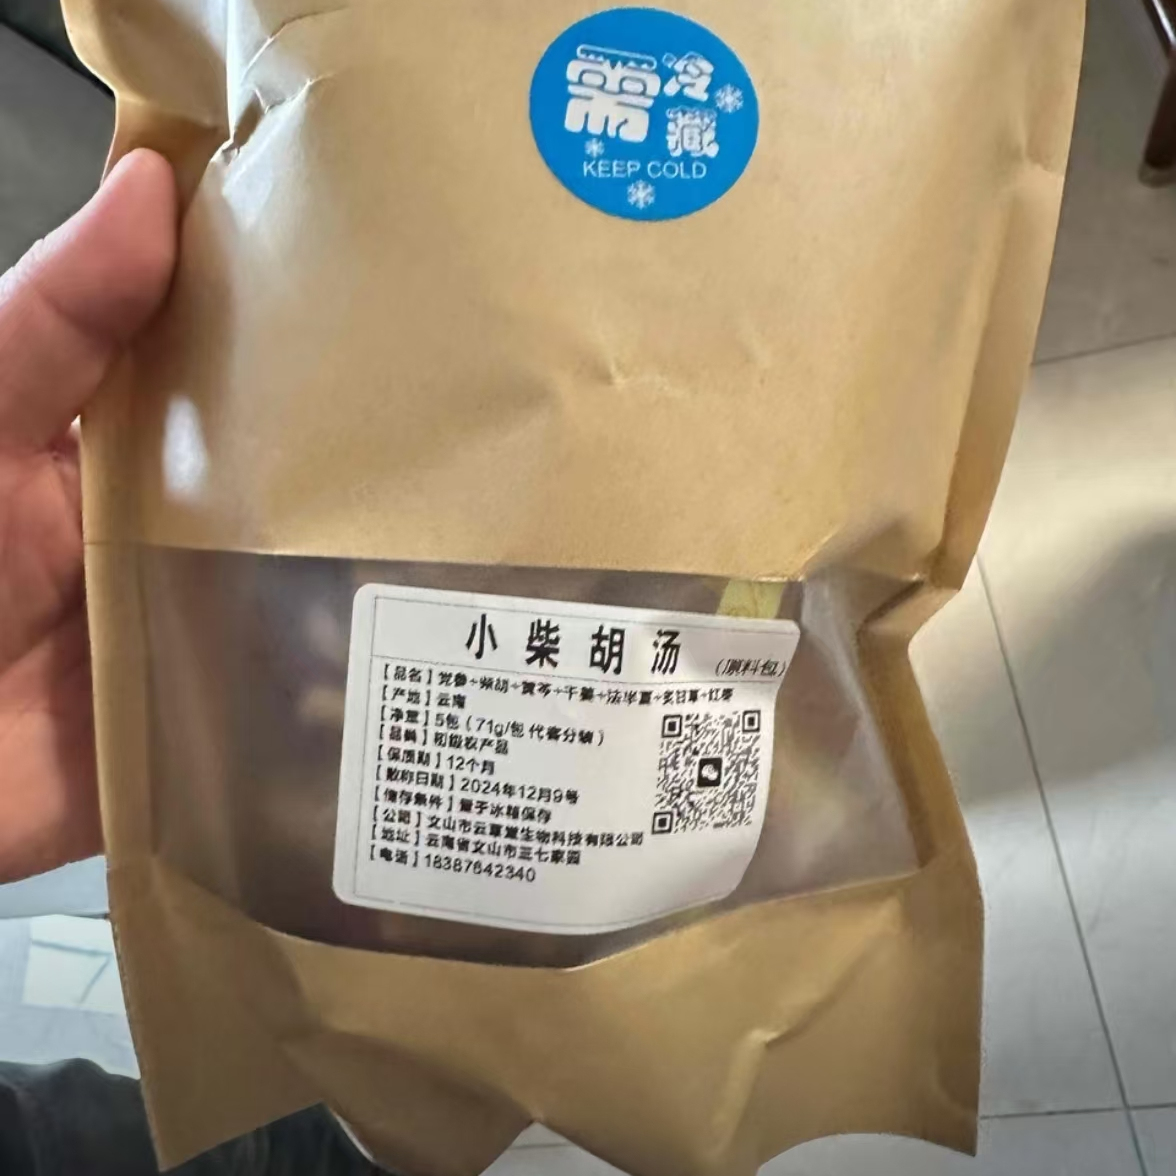 需冷藏
KEEP COLD
小柴胡汤
（原料包）
【品名】党参+柴胡+黄芩+干姜+法半夏+炙甘草+红枣
【产地】云南
【净重】5包（71g/包 代客分装）
【品类】初级农产品
【保质期】12个月
【散称日期】2024年12月9号
【储存条件】置于冰箱保存
【公司】文山市云草堂生物科技有限公司
【地址】云南省文山市三七家园
【电话】18387642340